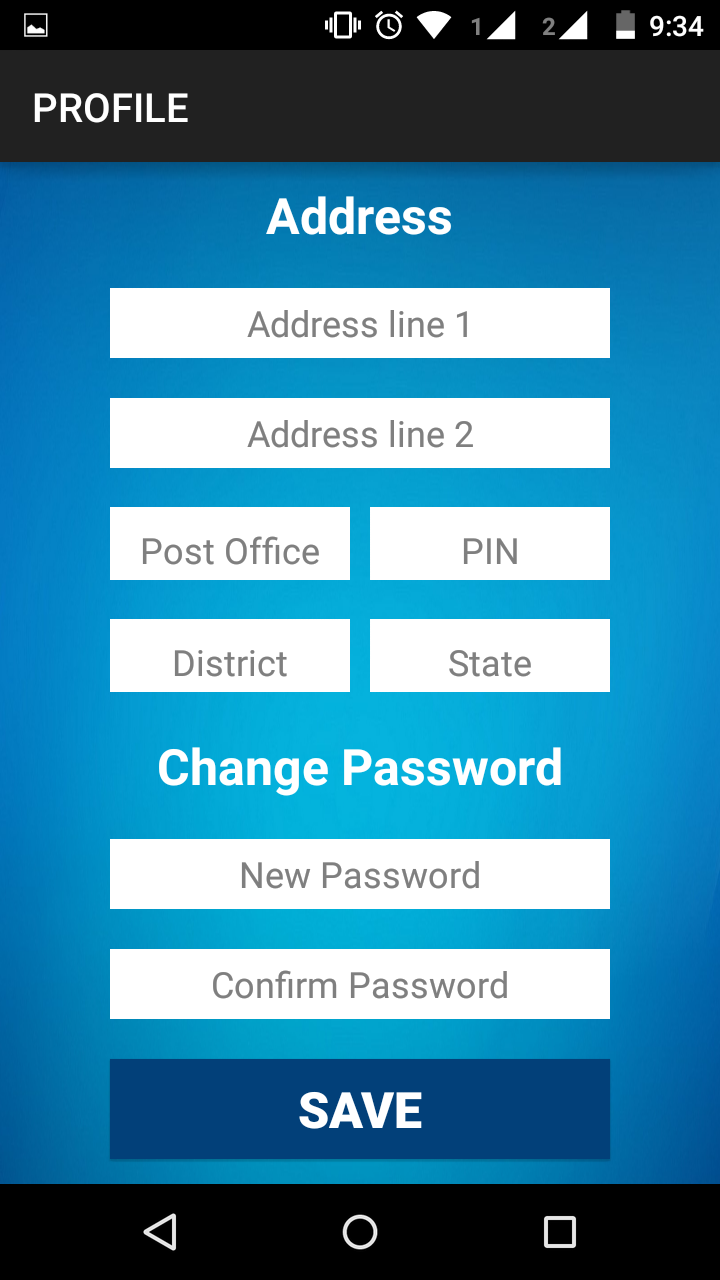 1 2 9:34
PROFILE
Address
Address line 1
Address line 2
Post Office PIN
District State
Change Password
New Password
Confirm Password
SAVE